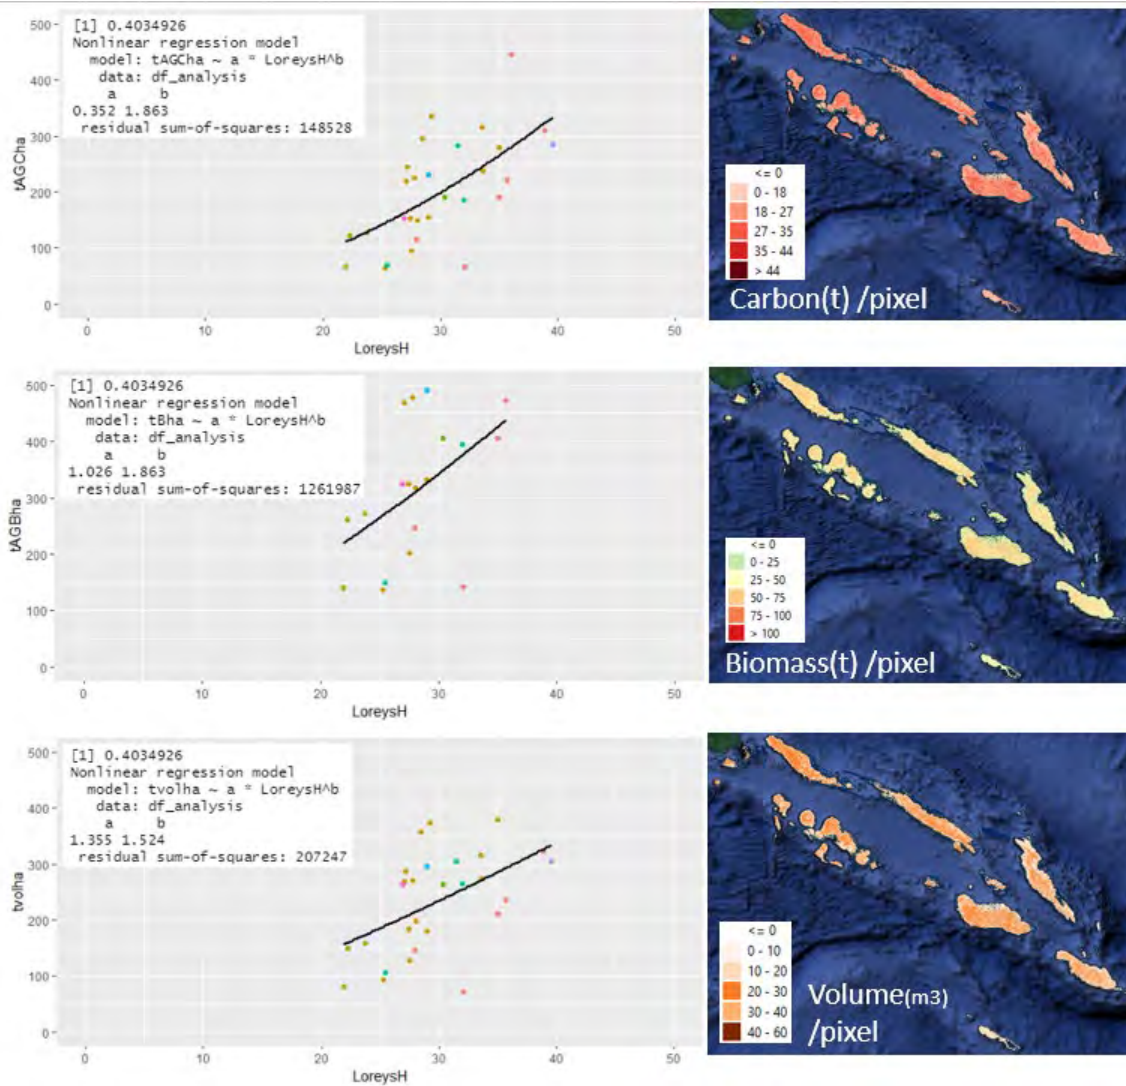 [1] 0.4034926
Nonlinear regression model
model: tAGCha ~ a * LoreysH^b
data: df_analysis
a b
0.352 1.863
residual sum-of-squares: 148528
500
400
300
200
100
0
tAGCha
0 10 20 30 40 50
LoreysH
<= 0
0 - 18
18 - 27
27 - 35
35 - 44
> 44
Carbon(t) /pixel
[1] 0.4034926
Nonlinear regression model
model: tBha ~ a * LoreysH^b
data: df_analysis
a b
1.026 1.863
residual sum-of-squares: 1261987
500
400
300
200
100
0
tAGBha
0 10 20 30 40 50
LoreysH
<= 0
0 - 25
25 - 50
50 - 75
75 - 100
> 100
Biomass(t) /pixel
[1] 0.4034926
Nonlinear regression model
model: tvolha ~ a * LoreysH^b
data: df_analysis
a b
1.355 1.524
residual sum-of-squares: 207247
500
400
300
200
100
0
tvolha
0 10 20 30 40 50
LoreysH
<= 0
0 - 10
10 - 20
20 - 30
30 - 40
40 - 60
Volume(m3)
/pixel